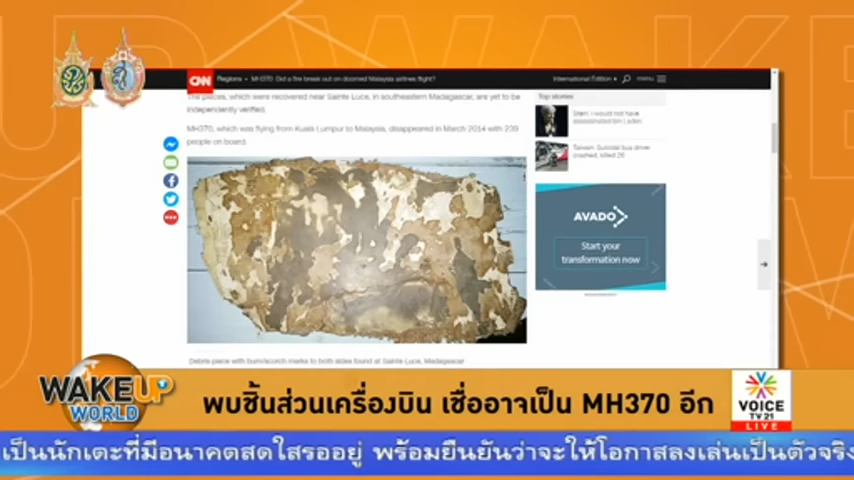 CNN Regions MH370: Did a fire break out on doomed Malaysia airlines flight? International Edition menu
The pieces, which were recovered near Sainte Luce, in southeastern Madagascar, are yet to be
independently verified.
MH370, which was flying from Kuala Lumpur to Malaysia, disappeared in March 2014 with 239
people on board.
Debris piece with burn/scorch marks to both sides found at Sainte Luce, Madagascar
Top stories
Stein: I would not have
assassinated bin Laden
Taiwan: Suicidal bus driver
crashed, killed 26
AVADO
Start your
transformation now
WAKE UP
WORLD
พบชิ้นส่วนเครื่องบิน เชื่ออาจเป็น MH370 อีก
VOICE
TV 21
LIVE
เป็นนักเตะที่มีอนาคตสดใสรออยู่ พร้อมยืนยันว่าจะให้โอกาสลงเล่นเป็นตัวจริง